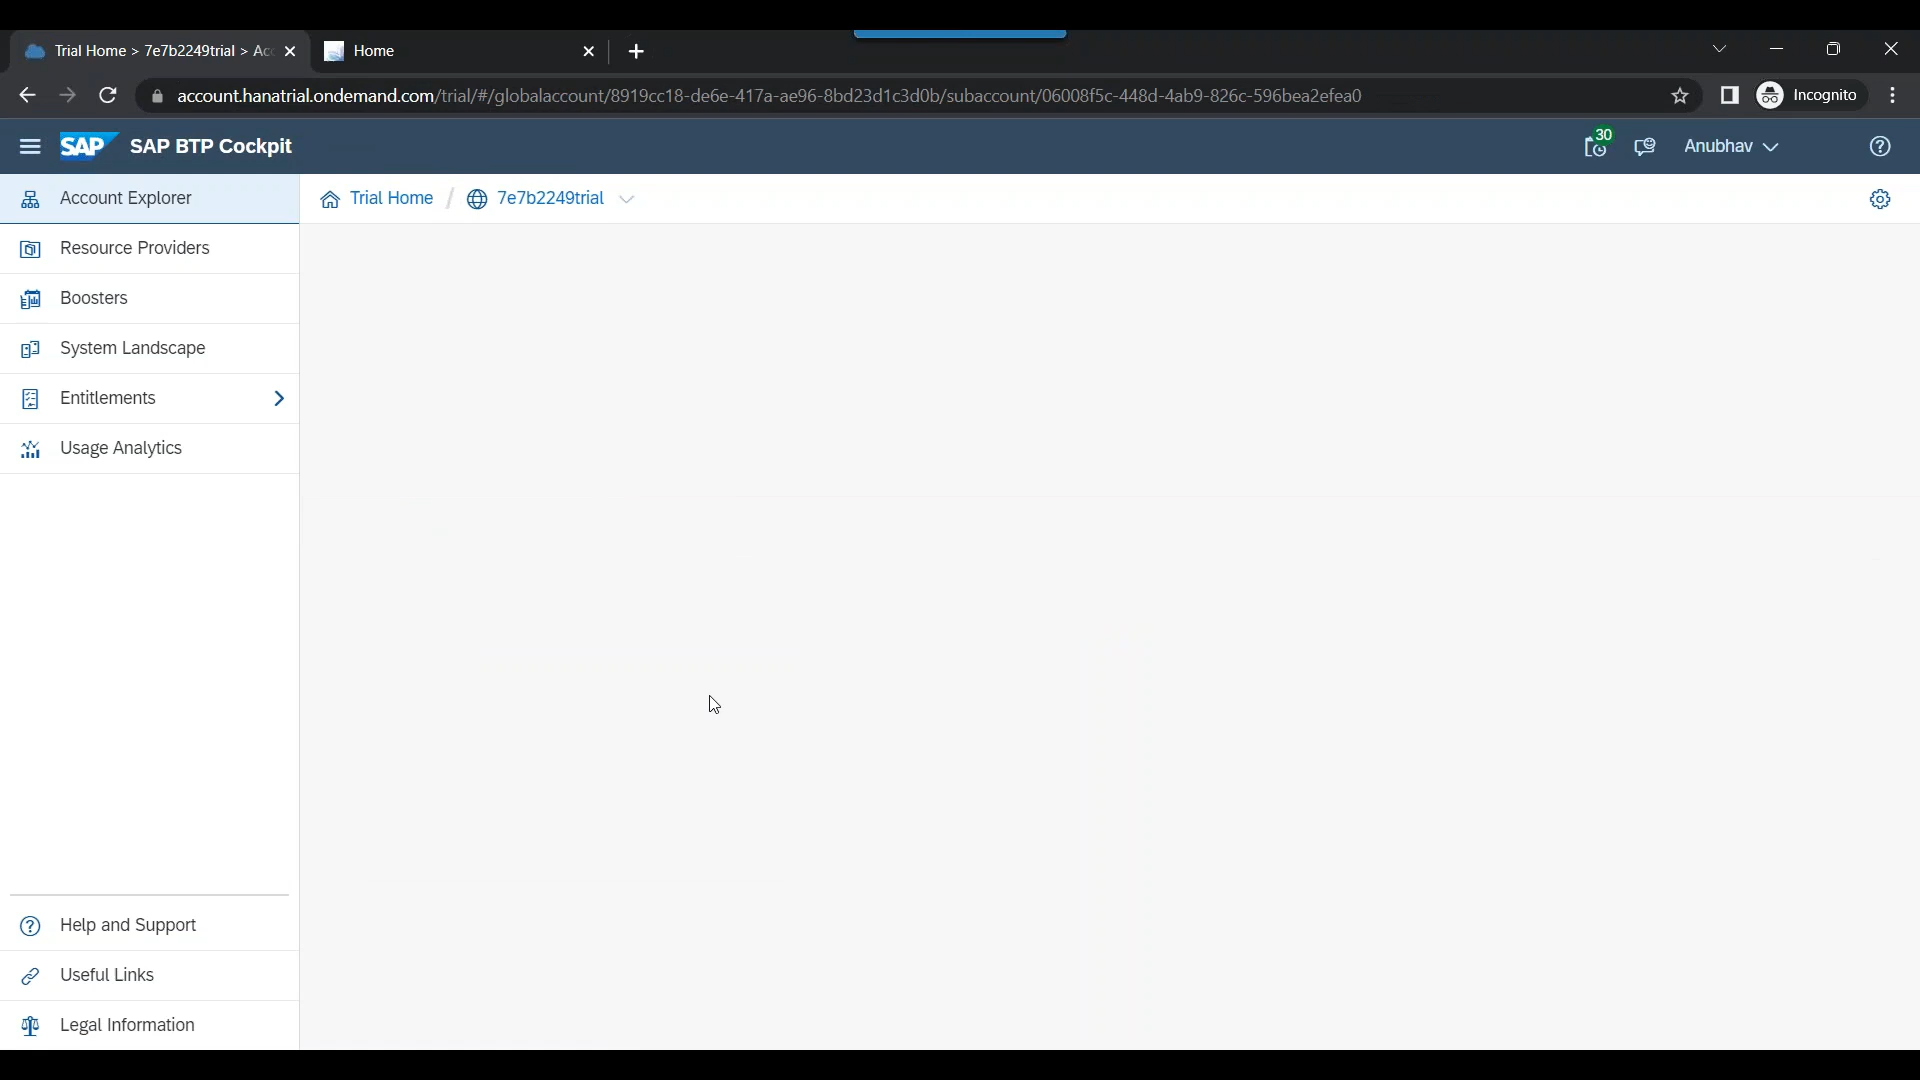 Trial Home > 7e7b2249trial > Acc
Home
account.hanatrial.ondemand.com/trial/#/globalaccount/8919cc18-de6e-417a-ae96-8bd23d1c3d0b/subaccount/06008f5c-448d-4ab9-826c-596bea2efea0
Incognito
SAP SAP BTP Cockpit
30
Anubhav
Account Explorer
Trial Home / 7e7b2249trial
Resource Providers
Boosters
System Landscape
Entitlements
Usage Analytics
Help and Support
Useful Links
Legal Information